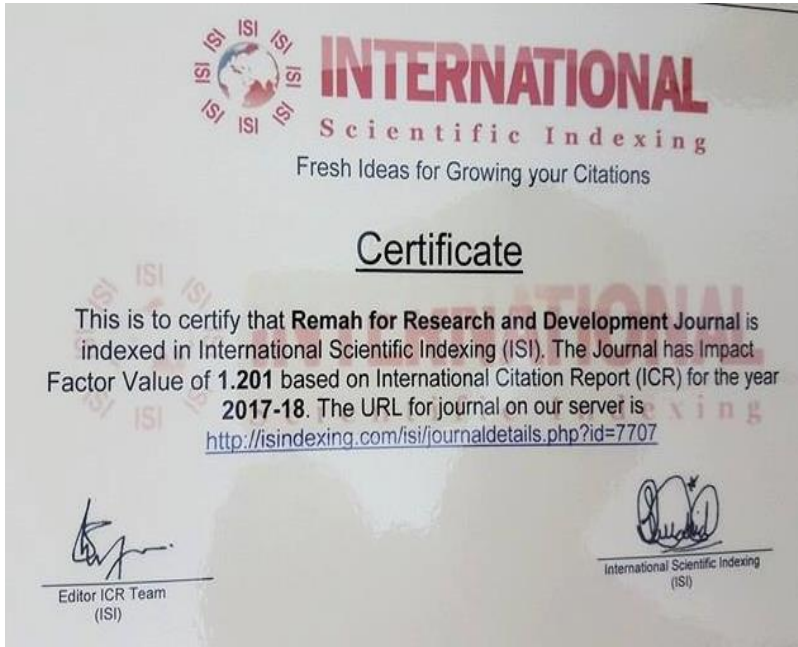 ISI ISI ISI ISI ISI ISI ISI ISI ISI ISI
INTERNATIONAL
Scientific Indexing
Fresh Ideas for Growing your Citations
Certificate
This is to certify that Remah for Research and Development Journal is
indexed in International Scientific Indexing (ISI). The Journal has Impact
Factor Value of 1.201 based on International Citation Report (ICR) for the year
2017-18. The URL for journal on our server is
http://isindexing.com/isi/journaldetails.php?id=7707
Editor ICR Team
(ISI)
International Scientific Indexing
(ISI)